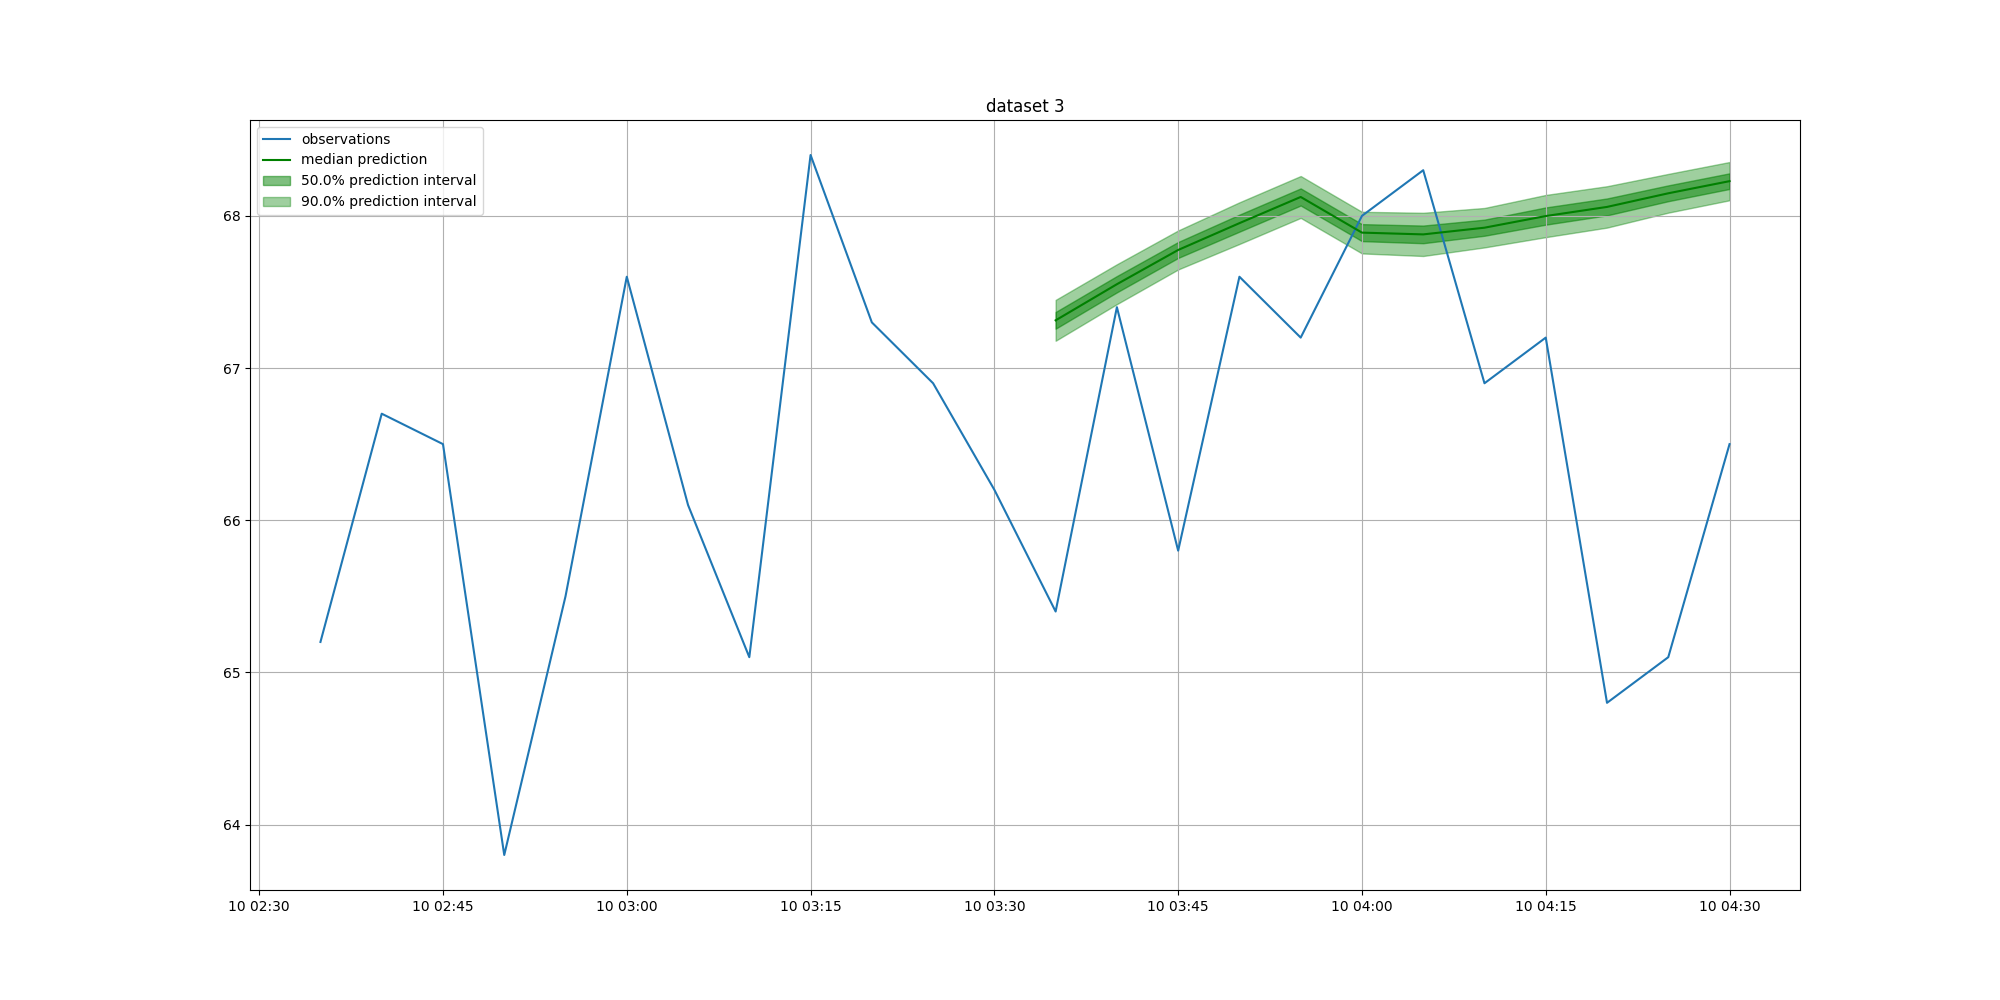 dataset 3
observations
median prediction
50.0% prediction interval
90.0% prediction interval
68
67
66
65
64
10 02:30 10 02:45 10 03:00 10 03:15 10 03:30 10 03:45 10 04:00 10 04:15 10 04:30